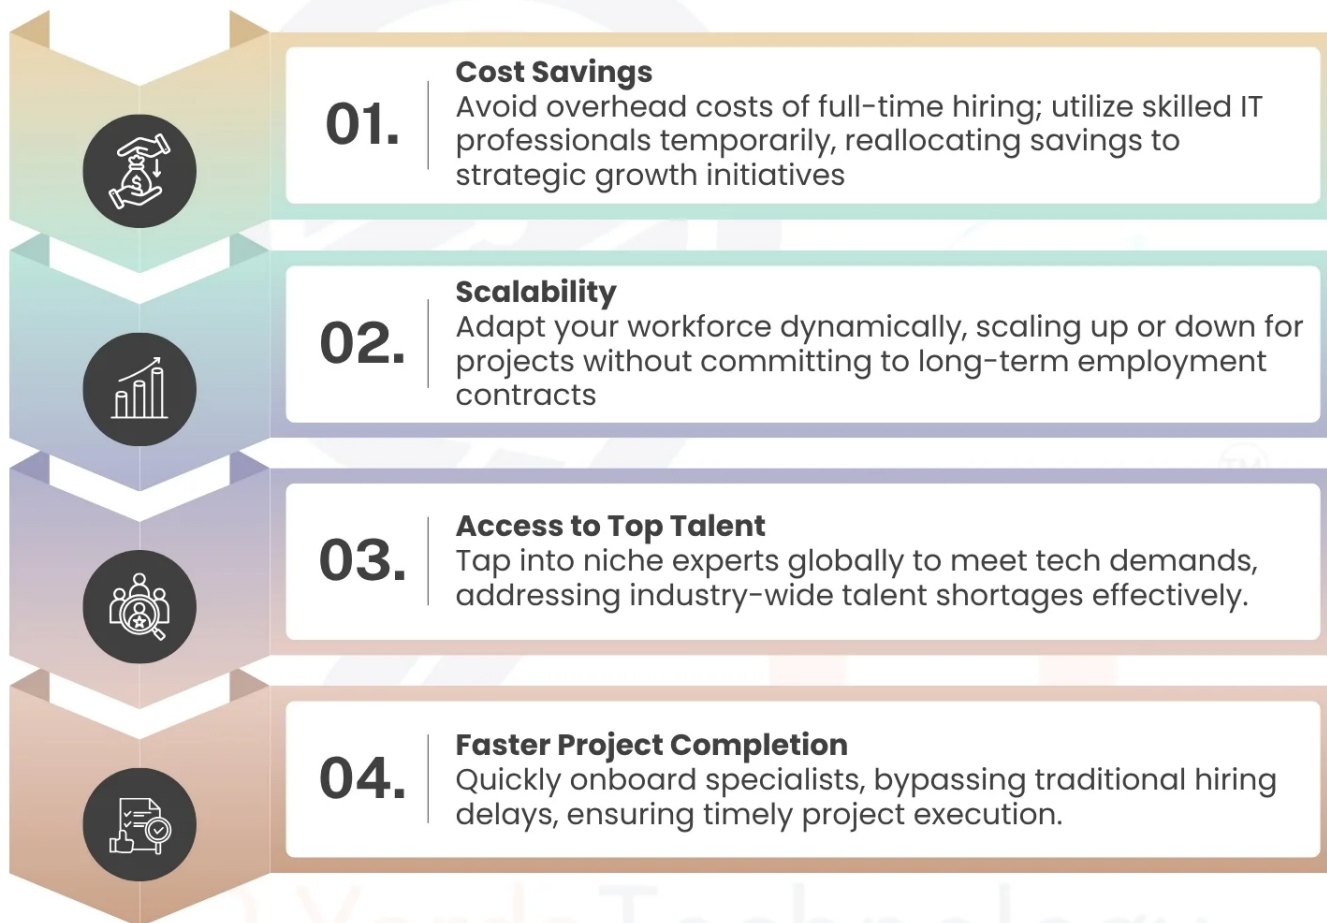 01.
Cost Savings
Avoid overhead costs of full-time hiring; utilize skilled IT
professionals temporarily, reallocating savings to
strategic growth initiatives
02.
Scalability
Adapt your workforce dynamically, scaling up or down for
projects without committing to long-term employment
contracts
TM
03.
Access to Top Talent
Tap into niche experts globally to meet tech demands,
addressing industry-wide talent shortages effectively.
04.
Faster Project Completion
Quickly onboard specialists, bypassing traditional hiring
delays, ensuring timely project execution.
Technology